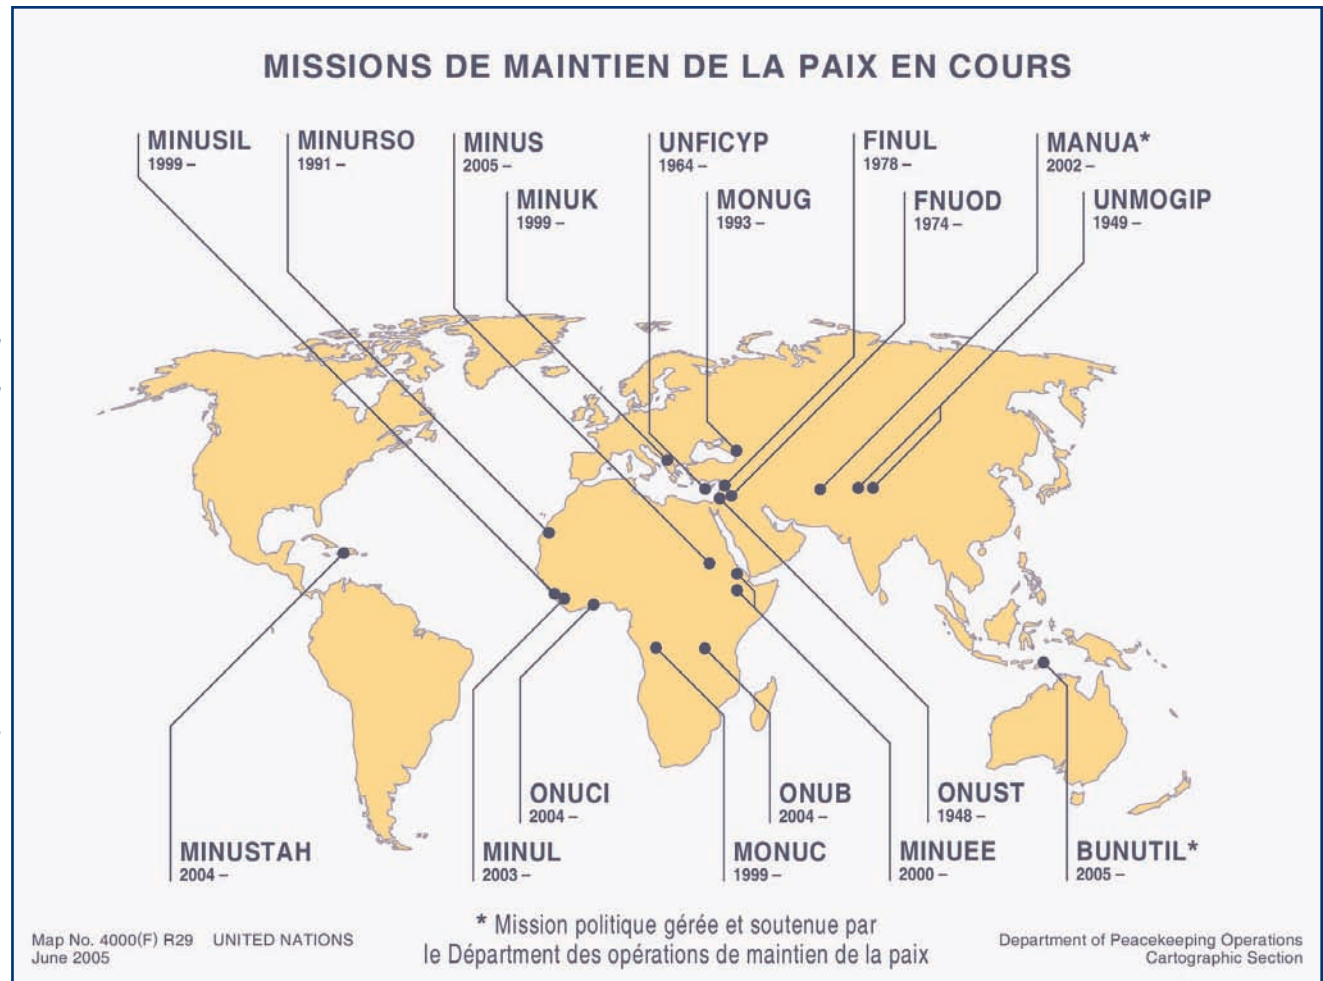 MISSIONS DE MAINTIEN DE LA PAIX EN COURS
MINUSIL
1999 –
MINURSO
1991 –
MINUS
2005 –
UNFICYP
1964 –
FINUL
1978 –
MANUA*
2002 –
MINUK
1999 –
MONUG
1993 –
FNUOD
1974 –
UNMOGIP
1949 –
ONUCI
2004 –
ONUB
2004 –
ONUST
1948 –
MINUSTAH
2004 –
MINUL
2003 –
MONUC
1999 –
MINUEE
2000 –
BUNUTIL*
2005 –
* Mission politique gérée et soutenue par
le Départment des opérations de maintien de la paix
Map No. 4000(F) R29 UNITED NATIONS
June 2005
Department of Peacekeeping Operations
Cartographic Section